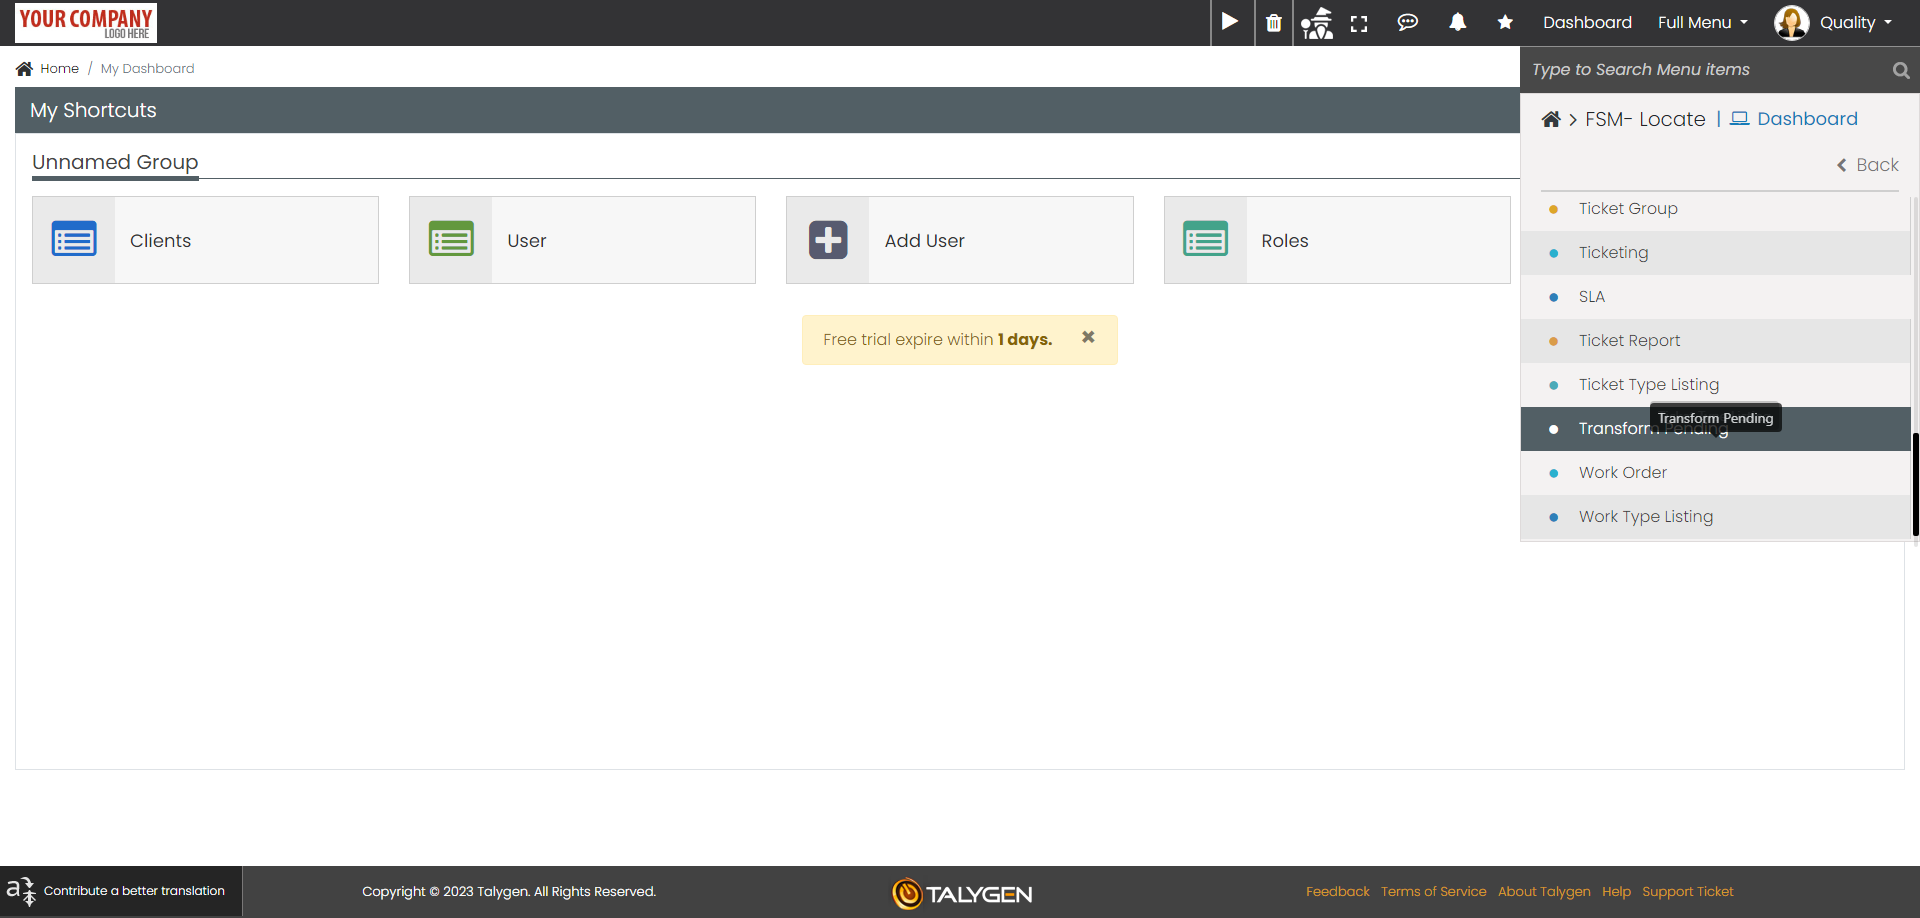 YOUR COMPANY
LOGO HERE
Dashboard
Full Menu
Quality
Home / My Dashboard
Type to Search Menu items
My Shortcuts
FSM- Locate | Dashboard
Back
Unnamed Group
Clients
User
Add User
Roles
Free trial expire within 1 days.
Ticket Group
Ticketing
SLA
Ticket Report
Ticket Type Listing
Transform Pending
Transform Pending
Work Order
Work Type Listing
Contribute a better translation
Copyright © 2023 Talygen. All Rights Reserved.
TALYGEN
Feedback Terms of Service About Talygen Help Support Ticket